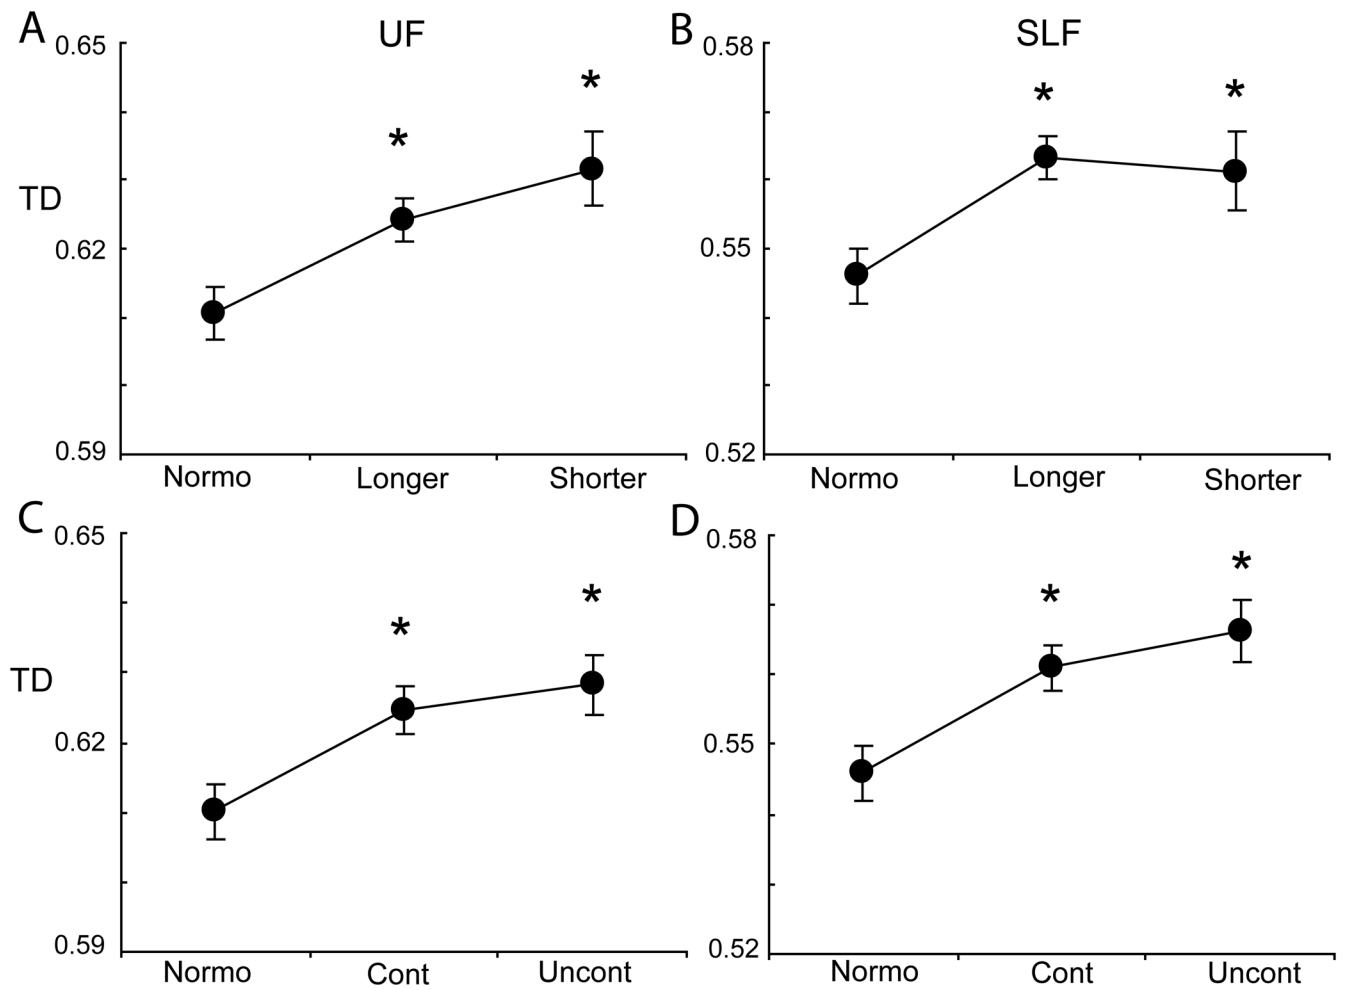 A
UF
0.65
*
*
TD
0.62
0.59
Normo Longer Shorter
B
SLF
0.58
*
*
0.55
0.52
Normo Longer Shorter
C
0.65
*
*
TD
0.62
0.59
Normo Cont Uncont
D
0.58
*
*
0.55
0.52
Normo Cont Uncont